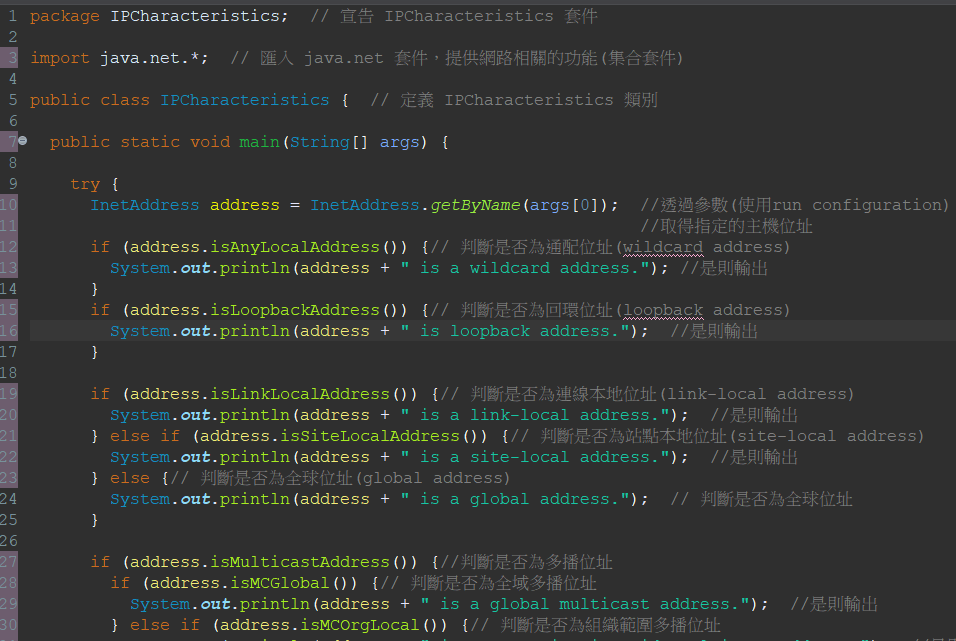 1 package IPCharacteristics;  // 宣告 IPCharacteristics 套件
2
3 import java.net.*;  // 匯入 java.net 套件，提供網路相關的功能(集合套件)
4
5 public class IPCharacteristics {  // 定義 IPCharacteristics 類別
6
7   public static void main(String[] args) {
8
9     try {
10       InetAddress address = InetAddress.getByName(args[0]);  //透過參數(使用run configuration)
11                                                              //取得指定的主機位址
12       if (address.isAnyLocalAddress()) {// 判斷是否為通配位址(wildcard address)
13         System.out.println(address + " is a wildcard address."); //是則輸出
14       }
15       if (address.isLoopbackAddress()) {// 判斷是否為回環位址(loopback address)
16         System.out.println(address + " is loopback address.");  //是則輸出
17       }
18
19       if (address.isLinkLocalAddress()) {// 判斷是否為連線本地位址(link-local address)
20         System.out.println(address + " is a link-local address.");  //是則輸出
21       } else if (address.isSiteLocalAddress()) {// 判斷是否為站點本地位址(site-local address)
22         System.out.println(address + " is a site-local address.");  //是則輸出
23       } else {// 判斷是否為全球位址(global address)
24         System.out.println(address + " is a global address.");  // 判斷是否為全球位址
25       }
26
27       if (address.isMulticastAddress()) {//判斷是否為多播位址
28         if (address.isMCGlobal()) {// 判斷是否為全域多播位址
29           System.out.println(address + " is a global multicast address.");  //是則輸出
30         } else if (address.isMCOrgLocal()) {// 判斷是否為組織範圍多播位址